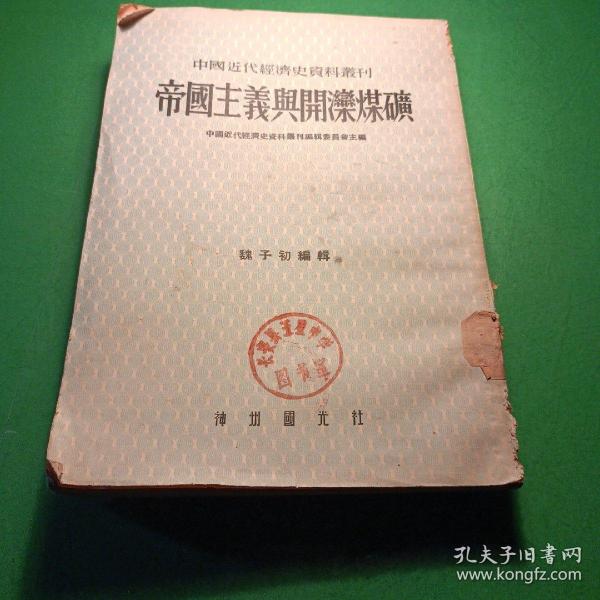 中國近代經濟史資料叢刊
帝國主義與開灤煤礦
中國近代經濟史資料叢刊編輯委員會主編
魏子初編輯
圖書
神州國光社
孔夫子旧书网
www.kongfz.com